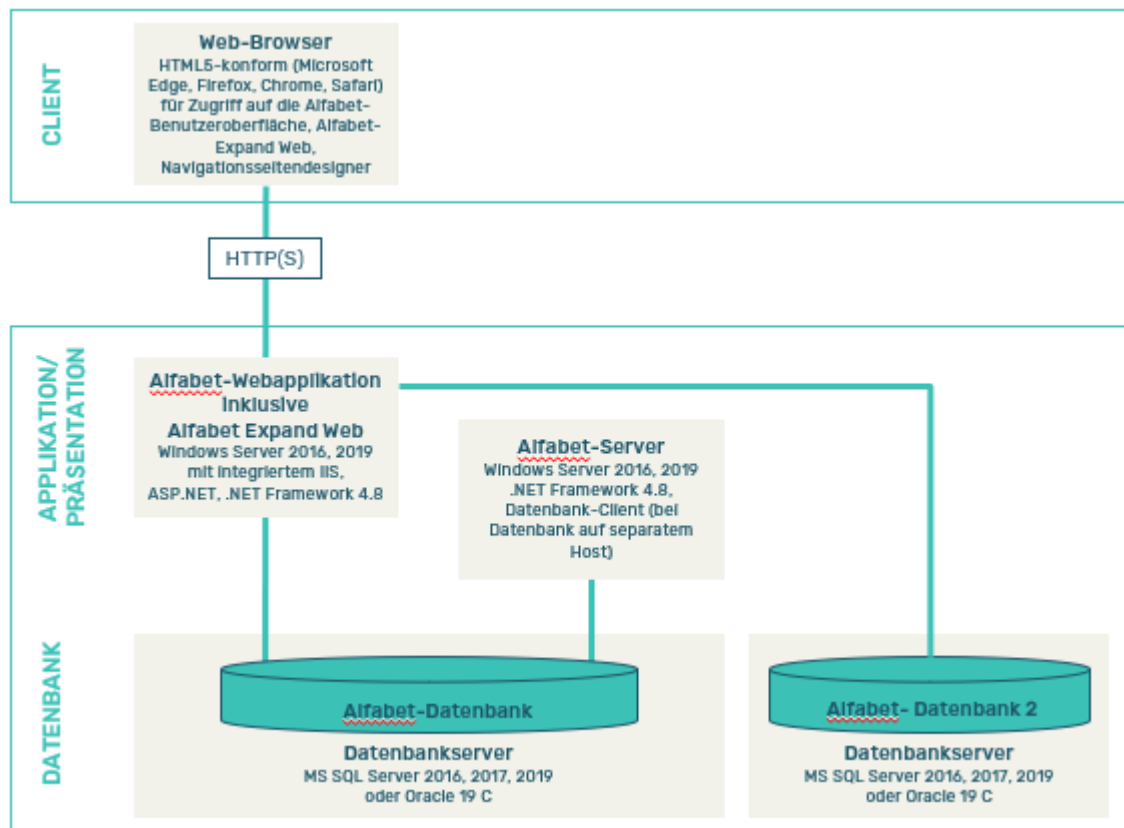 CLIENT
Web-Browser
HTML5-konform (Microsoft
Edge, Firefox, Chrome, Safari)
für Zugriff auf die Alfabet-
Benutzeroberfläche, Alfabet-
Expand Web,
Navigationsseitendesigner
HTTP(S)
APPLIKATION/
PRÄSENTATION
Alfabet-Webapplikation
inklusive
Alfabet Expand Web
Windows Server 2016, 2019
mit integriertem IIS,
ASP.NET, .NET Framework 4.8
Alfabet-Server
Windows Server 2016, 2019
.NET Framework 4.8,
Datenbank-Client (bei
Datenbank auf separatem
Host)
DATENBANK
Alfabet-Datenbank
Datenbankserver
MS SQL Server 2016, 2017, 2019
oder Oracle 19 C
Alfabet- Datenbank 2
Datenbankserver
MS SQL Server 2016, 2017, 2019
oder Oracle 19 C